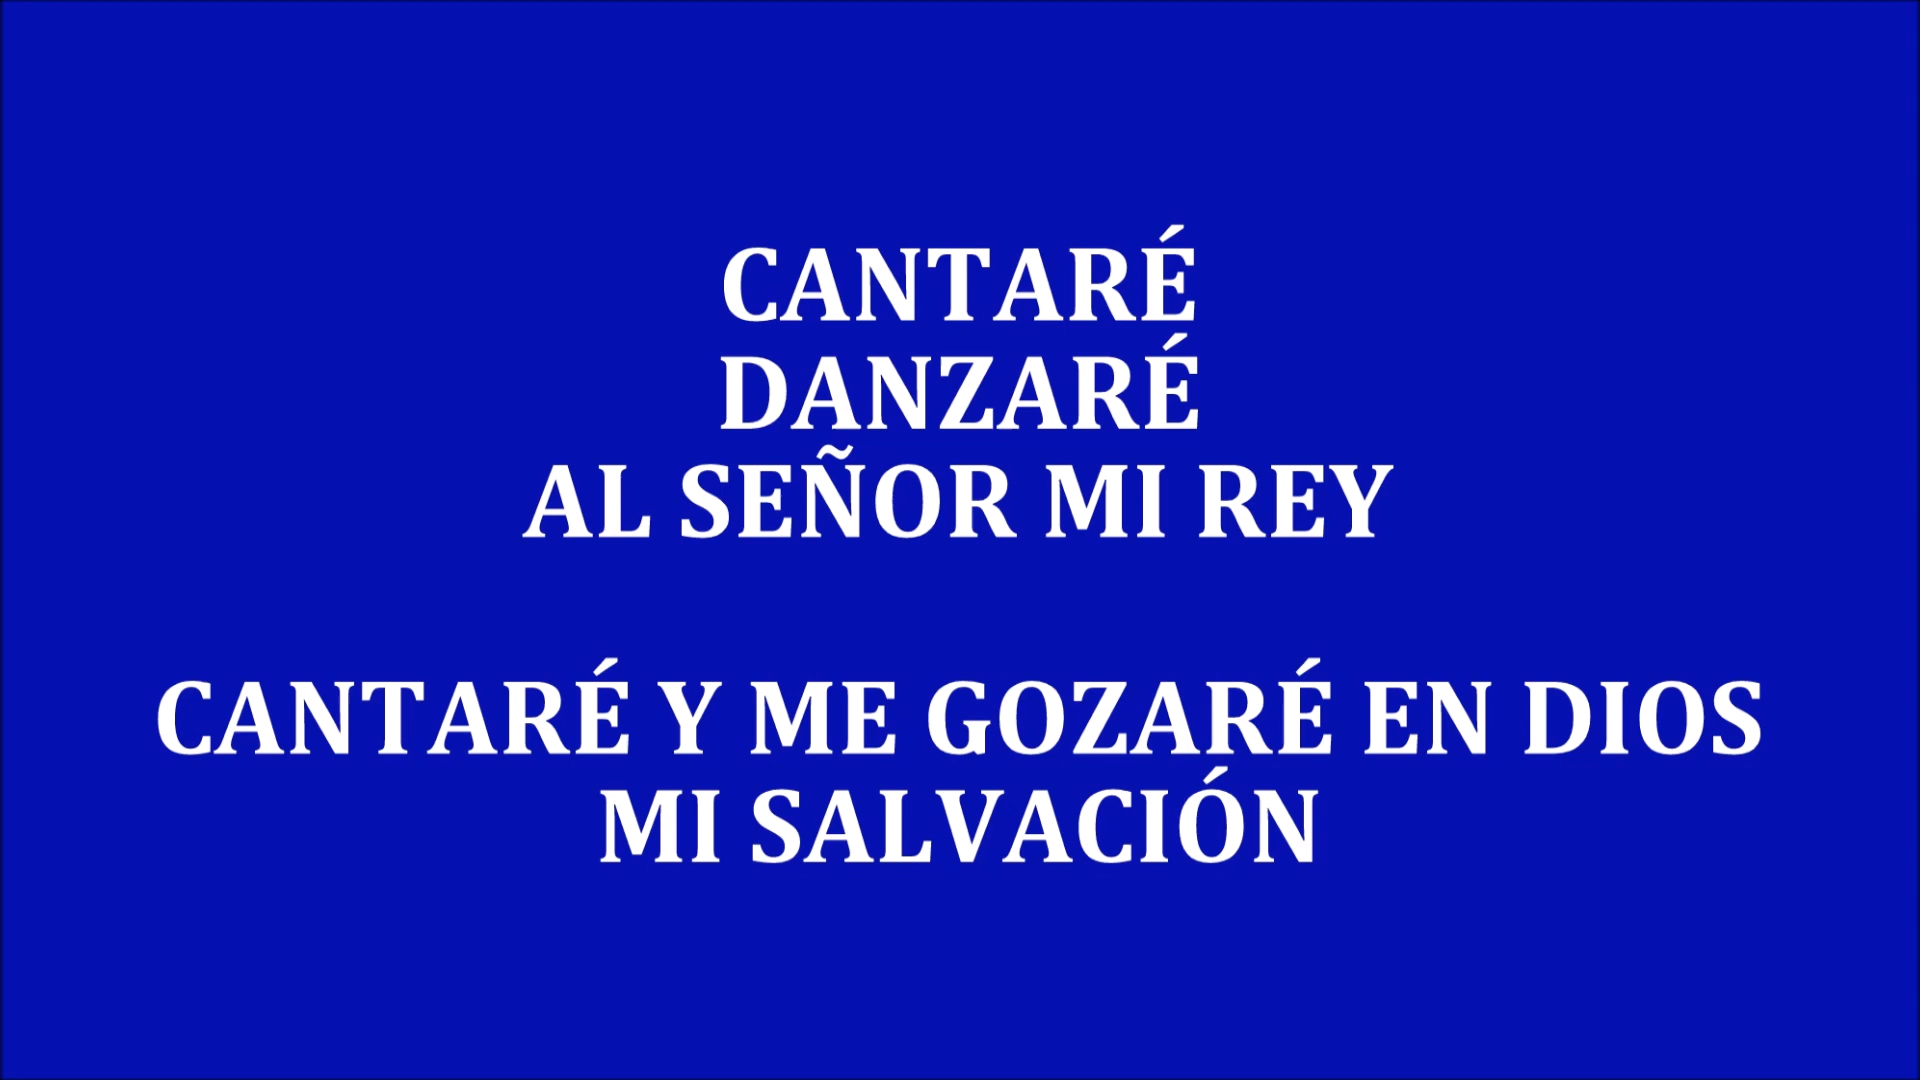 CANTARÉ
DANZARÉ
AL SEÑOR MI REY
CANTARÉ Y ME GOZARÉ EN DIOS
MI SALVACIÓN